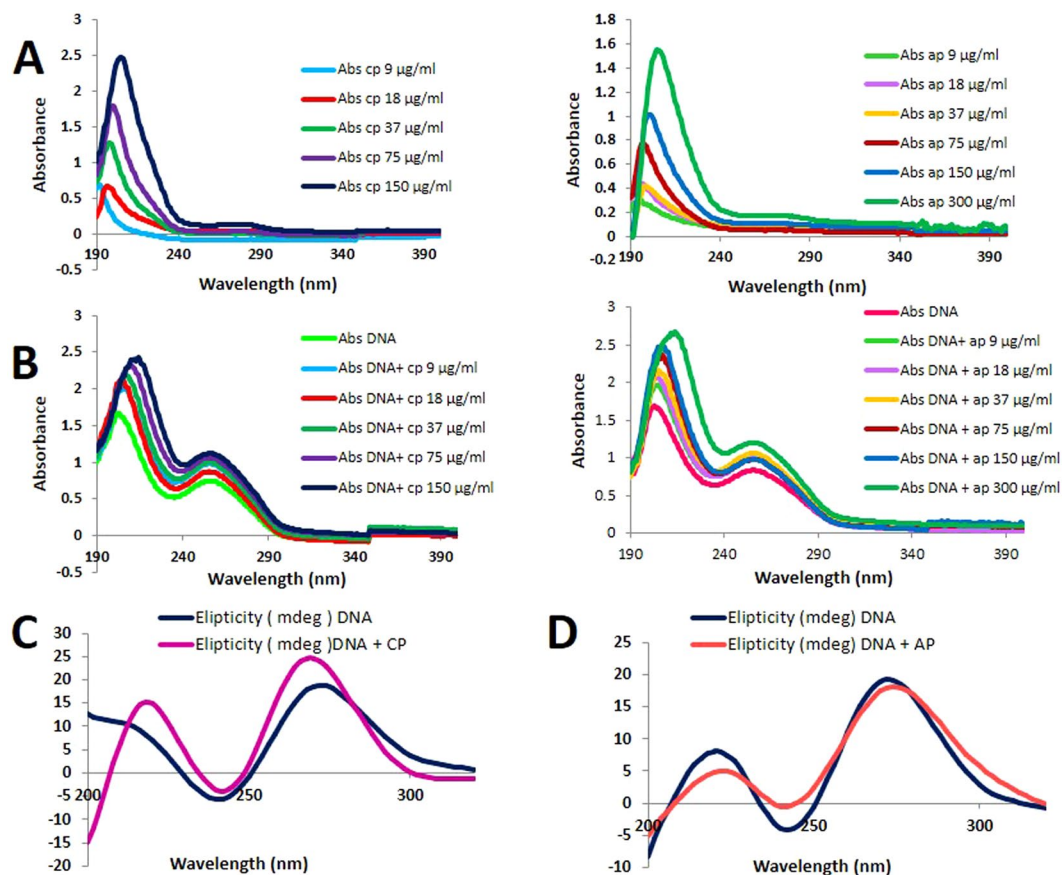 A
Absorbance
3
2.5
2
1.5
1
0.5
0
-0.5
190
240
290
340
390
Wavelength (nm)
Abs cp 9 µg/ml
Abs cp 18 µg/ml
Abs cp 37 µg/ml
Abs cp 75 µg/ml
Abs cp 150 µg/ml
Absorbance
1.8
1.6
1.4
1.2
1
0.8
0.6
0.4
0.2
0
-0.2
190
240
290
340
390
Wavelength (nm)
Abs ap 9 µg/ml
Abs ap 18 µg/ml
Abs ap 37 µg/ml
Abs ap 75 µg/ml
Abs ap 150 µg/ml
Abs ap 300 µg/ml
B
Absorbance
3
2.5
2
1.5
1
0.5
0
-0.5
190
240
290
340
390
Wavelength (nm)
Abs DNA
Abs DNA+ cp 9 µg/ml
Abs DNA+ cp 18 µg/ml
Abs DNA+ cp 37 µg/ml
Abs DNA+ cp 75 µg/ml
Abs DNA+ cp 150 µg/ml
Absorbance
3
2.5
2
1.5
1
0.5
0
190
240
290
340
390
Wavelength (nm)
Abs DNA
Abs DNA+ ap 9 µg/ml
Abs DNA + ap 18 µg/ml
Abs DNA + ap 37 µg/ml
Abs DNA + ap 75 µg/ml
Abs DNA + ap 150 µg/ml
Abs DNA + ap 300 µg/ml
C
Elipticity ( mdeg ) DNA
Elipticity ( mdeg )DNA + CP
30
25
20
15
10
5
0
-5
-10
-15
-20
200
250
300
Wavelength (nm)
D
Elipticity (mdeg) DNA
Elipticity (mdeg) DNA + AP
25
20
15
10
5
0
-5
-10
200
250
300
Wavelength (nm)